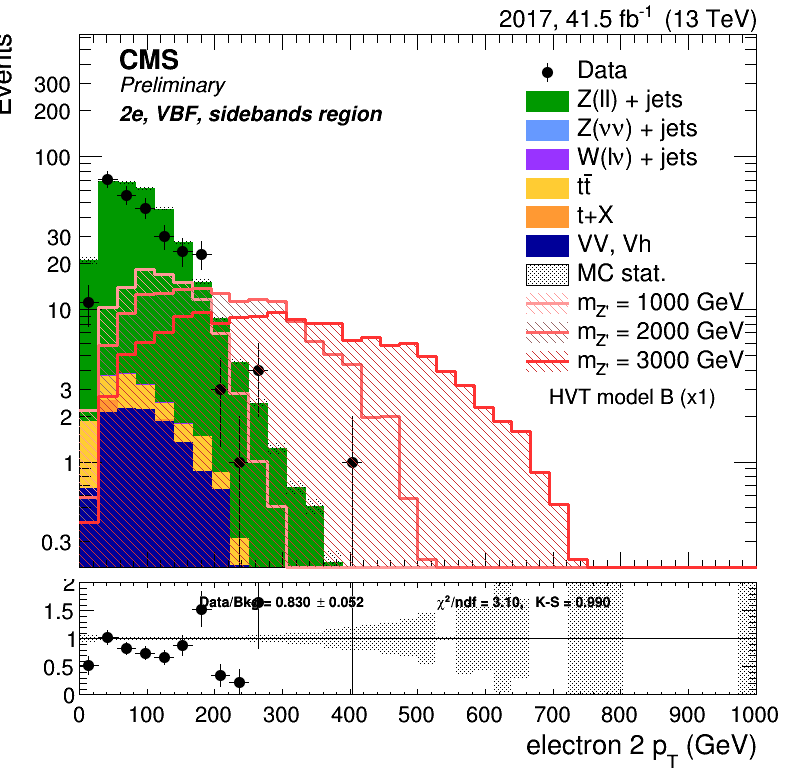 2017, 41.5 fb⁻¹ (13 TeV)
Events
CMS
Preliminary
2e, VBF, sidebands region
Data
Z(ll) + jets
Z(νν) + jets
W(lν) + jets
tt̄
t+X
VV, Vh
MC stat.
m_Z' = 1000 GeV
m_Z' = 2000 GeV
m_Z' = 3000 GeV
HVT model B (x1)
300
200
100
30
20
10
3
2
1
0.3
Data/Bkg = 0.830 ± 0.052
χ²/ndf = 3.10, K-S = 0.990
2
1.5
1
0.5
0
0 100 200 300 400 500 600 700 800 900 1000
electron 2 p_T (GeV)